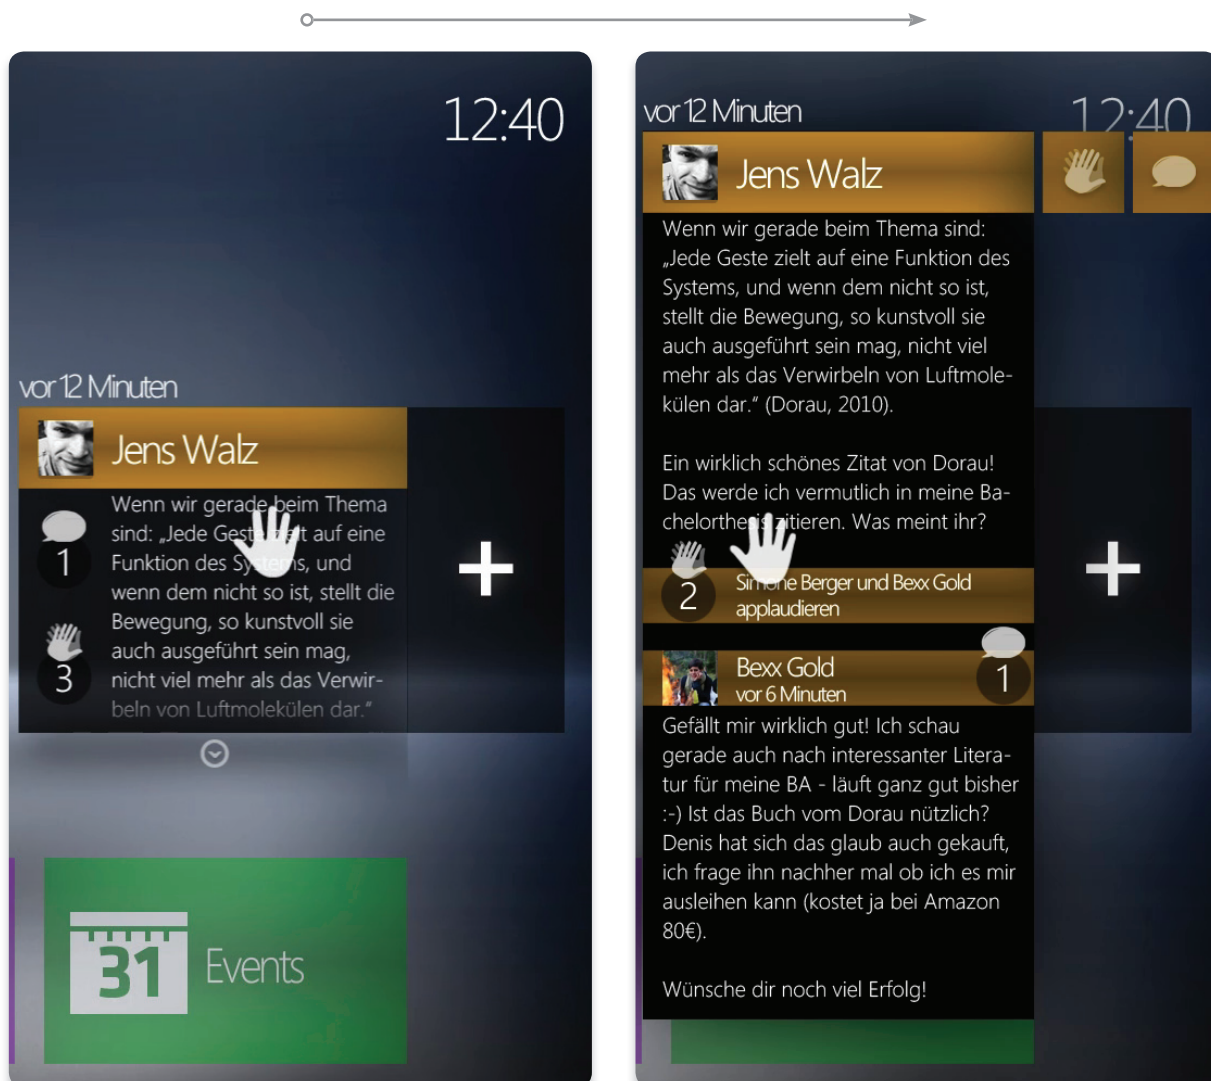 12:40
vor 12 Minuten
Jens Walz
Wenn wir gerade beim Thema
sind: „Jede Geste zielt auf eine
Funktion des Systems, und
wenn dem nicht so ist, stellt die
Bewegung, so kunstvoll sie
auch ausgeführt sein mag,
nicht viel mehr als das Verwir-
beln von Luftmolekülen dar.“
1
3
31
Events
vor 12 Minuten
12:40
Jens Walz
Wenn wir gerade beim Thema sind:
„Jede Geste zielt auf eine Funktion des
Systems, und wenn dem nicht so ist,
stellt die Bewegung, so kunstvoll sie
auch ausgeführt sein mag, nicht viel
mehr als das Verwirbeln von Luftmole-
külen dar.“ (Dorau, 2010).
Ein wirklich schönes Zitat von Dorau!
Das werde ich vermutlich in meine Ba-
chelorthesis zitieren. Was meint ihr?
2
Simone Berger und Bexx Gold
applaudieren
Bexx Gold
vor 6 Minuten
1
Gefällt mir wirklich gut! Ich schau
gerade auch nach interessanter Litera-
tur für meine BA - läuft ganz gut bisher
:-) Ist das Buch vom Dorau nützlich?
Denis hat sich das glaub auch gekauft,
ich frage ihn nachher mal ob ich es mir
ausleihen kann (kostet ja bei Amazon
80€).
Wünsche dir noch viel Erfolg!